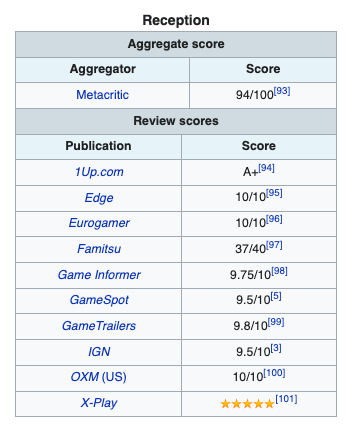 Reception
Aggregate score
Aggregator Score
Metacritic 94/100[93]
Review scores
Publication Score
1Up.com A+[94]
Edge 10/10[95]
Eurogamer 10/10[96]
Famitsu 37/40[97]
Game Informer 9.75/10[98]
GameSpot 9.5/10[5]
GameTrailers 9.8/10[99]
IGN 9.5/10[3]
OXM (US) 10/10[100]
X-Play ★★★★★[101]